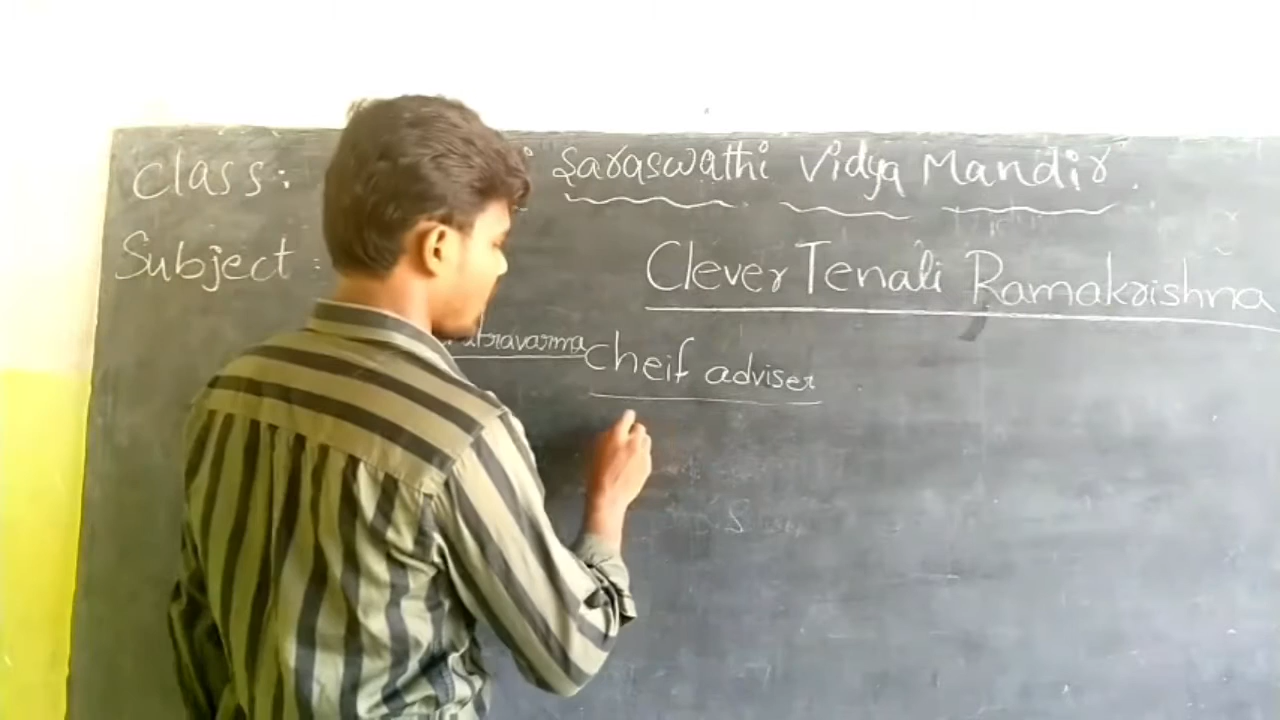 Class: Saraswathi Vidya Mandir.
Subject :
Clever Tenali Ramakrishna
Cheif adviser